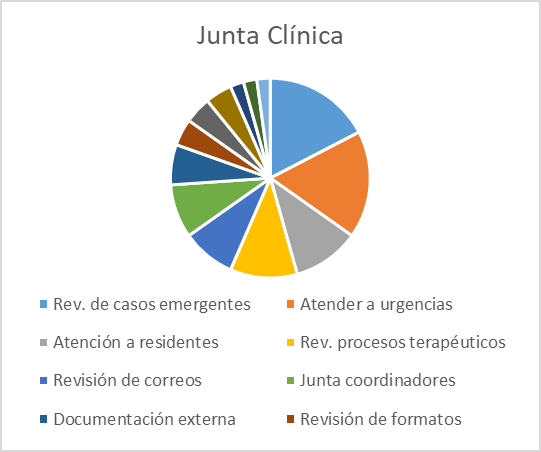 Junta Clínica
Rev. de casos emergentes
Atender a urgencias
Atención a residentes
Rev. procesos terapéuticos
Revisión de correos
Junta coordinadores
Documentación externa
Revisión de formatos